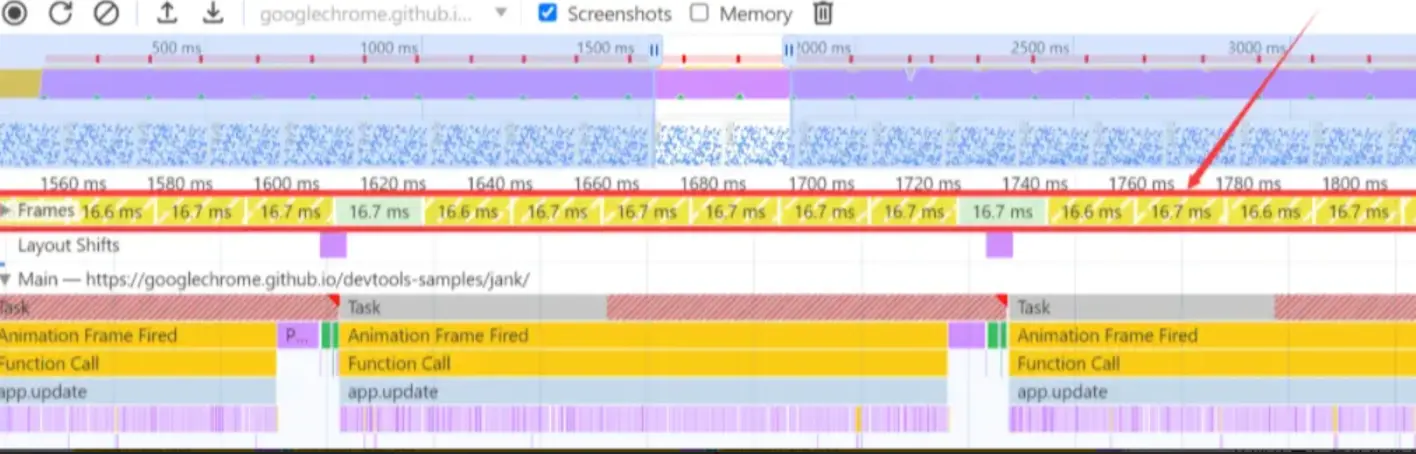 googlechrome.github.i... Screenshots Memory
500 ms 1000 ms 1500 ms 2000 ms 2500 ms 3000 ms
1560 ms 1580 ms 1600 ms 1620 ms 1640 ms 1660 ms 1680 ms 1700 ms 1720 ms 1740 ms 1760 ms 1780 ms 1800 ms
Frames 16.6 ms 16.7 ms 16.7 ms 16.7 ms 16.6 ms 16.7 ms 16.7 ms 16.7 ms 16.7 ms 16.6 ms 16.7 ms 16.6 ms 16.7 ms 16.6 ms 16.7 ms
Layout Shifts
Main — https://googlechrome.github.io/devtools-samples/jank/
Task Task Task
Animation Frame Fired P... Animation Frame Fired Animation Frame Fired
Function Call Function Call Function Call
app.update app.update app.update